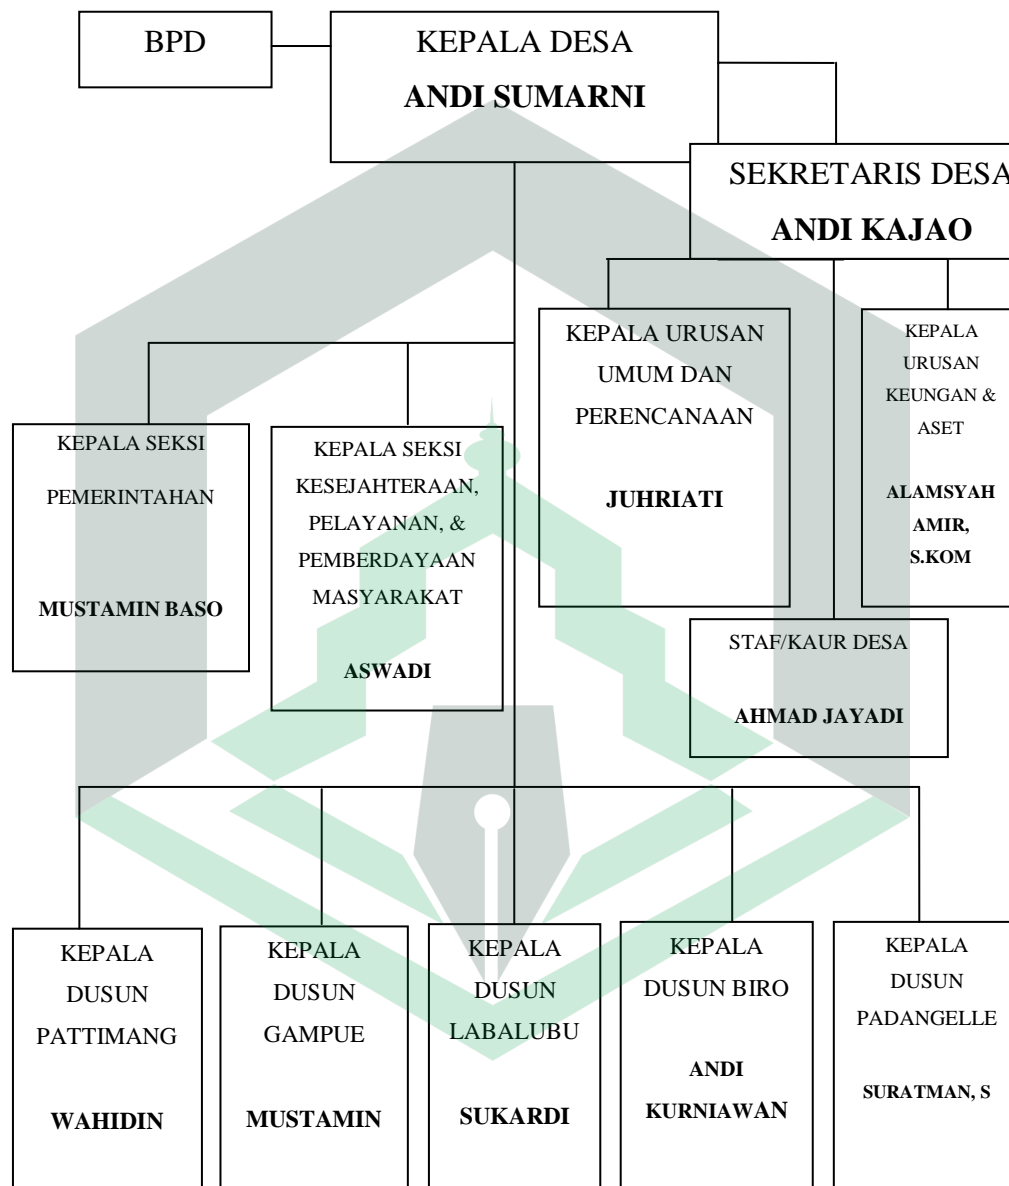 BPD
KEPALA DESA
ANDI SUMARNI
SEKRETARIS DESA
ANDI KAJAO
KEPALA URUSAN
UMUM DAN
PERENCANAAN
JUHRIATI
KEPALA
URUSAN
KEUNGAN &
ASET
ALAMSYAH
AMIR,
S.KOM
KEPALA SEKSI
PEMERINTAHAN
MUSTAMIN BASO
KEPALA SEKSI
KESEJAHTERAAN,
PELAYANAN, &
PEMBERDAYAAN
MASYARAKAT
ASWADI
STAF/KAUR DESA
AHMAD JAYADI
KEPALA
DUSUN
PATTIMANG
WAHIDIN
KEPALA
DUSUN
GAMPUE
MUSTAMIN
KEPALA
DUSUN
LABALUBU
SUKARDI
KEPALA
DUSUN BIRO
ANDI
KURNIAWAN
KEPALA
DUSUN
PADANGELLE
SURATMAN, S